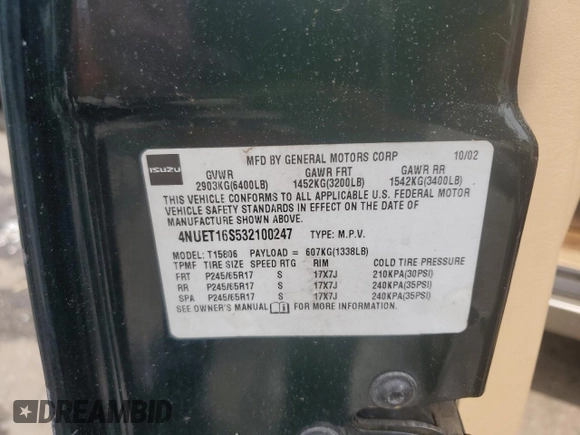 MFD BY GENERAL MOTORS CORP 10/02
ISUZU
GVWR GAWR FRT GAWR RR
2903KG(6400LB) 1452KG(3200LB) 1542KG(3400LB)
THIS VEHICLE CONFORMS TO ALL APPLICABLE U.S. FEDERAL MOTOR
VEHICLE SAFETY STANDARDS IN EFFECT ON THE DATE OF
MANUFACTURE SHOWN ABOVE.
4NUET16S532100247 TYPE: M.P.V.
MODEL: T15806 PAYLOAD = 607KG(1338LB)
TPMF TIRE SIZE SPEED RTG RIM COLD TIRE PRESSURE
FRT P245/65R17 S 17X7J 210KPA(30PSI)
RR P245/65R17 S 17X7J 240KPA(35PSI)
SPA P245/65R17 S 17X7J 240KPA(35PSI)
SEE OWNER'S MANUAL FOR MORE INFORMATION.
DREAMBID